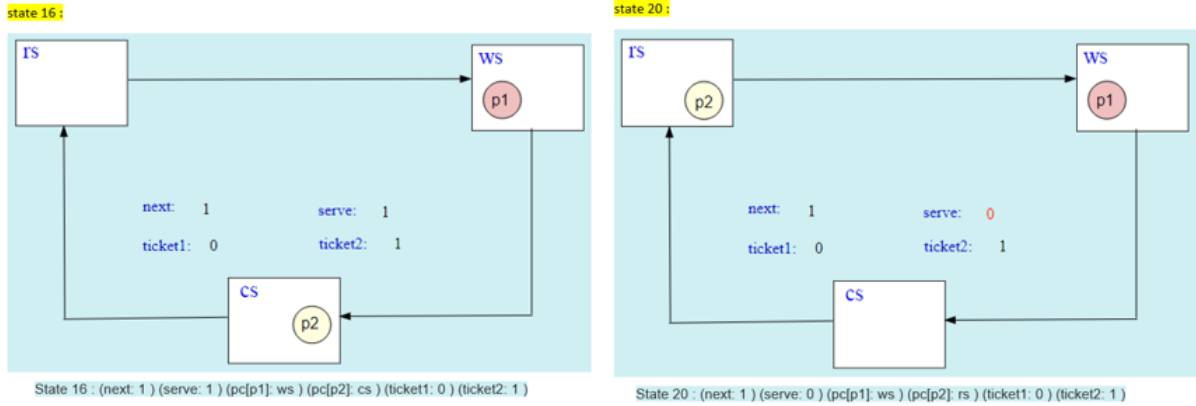 state 16 :
rs
ws
p1
next: 1
serve: 1
ticket1: 0
ticket2: 1
cs
p2
State 16 : (next: 1 ) (serve: 1 ) (pc[p1]: ws ) (pc[p2]: cs ) (ticket1: 0 ) (ticket2: 1 )
state 20 :
rs
p2
ws
p1
next: 1
serve: 0
ticket1: 0
ticket2: 1
cs
State 20 : (next: 1 ) (serve: 0 ) (pc[p1]: ws ) (pc[p2]: rs ) (ticket1: 0 ) (ticket2: 1 )